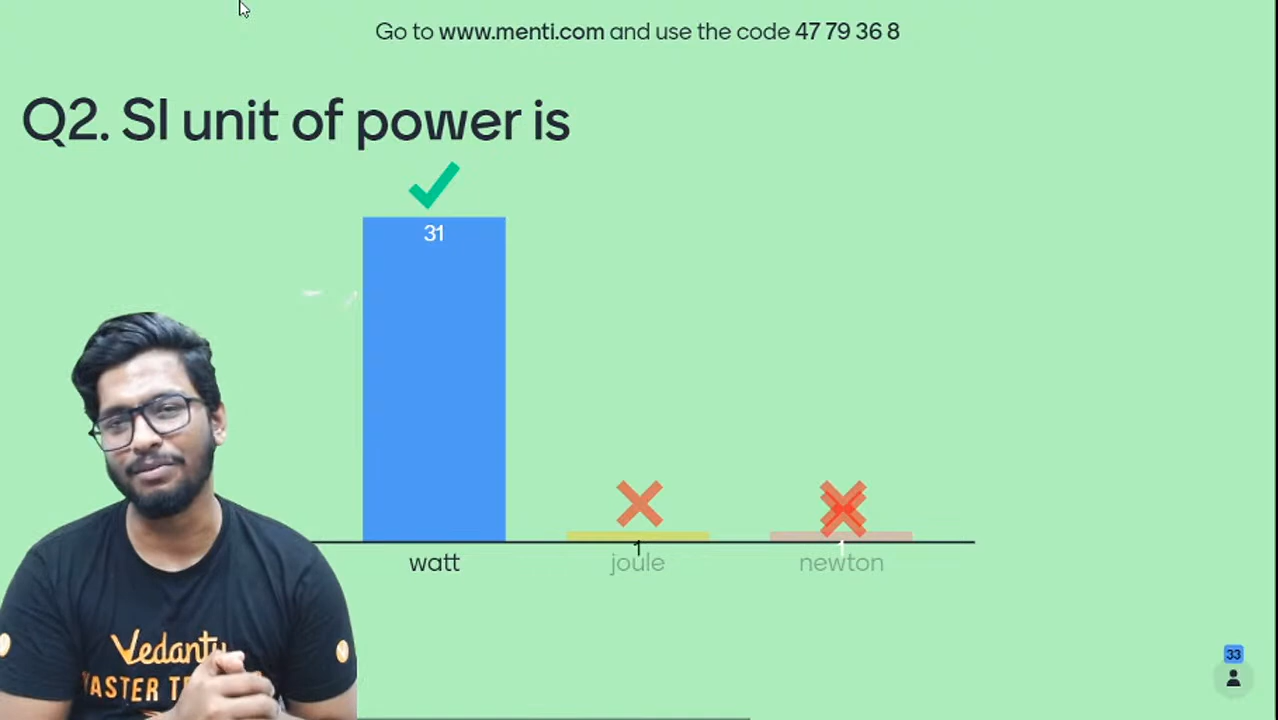 Go to www.menti.com and use the code 47 79 36 8
Q2. SI unit of power is
31
1
1
watt
joule
newton
Vedantu
MASTER
33